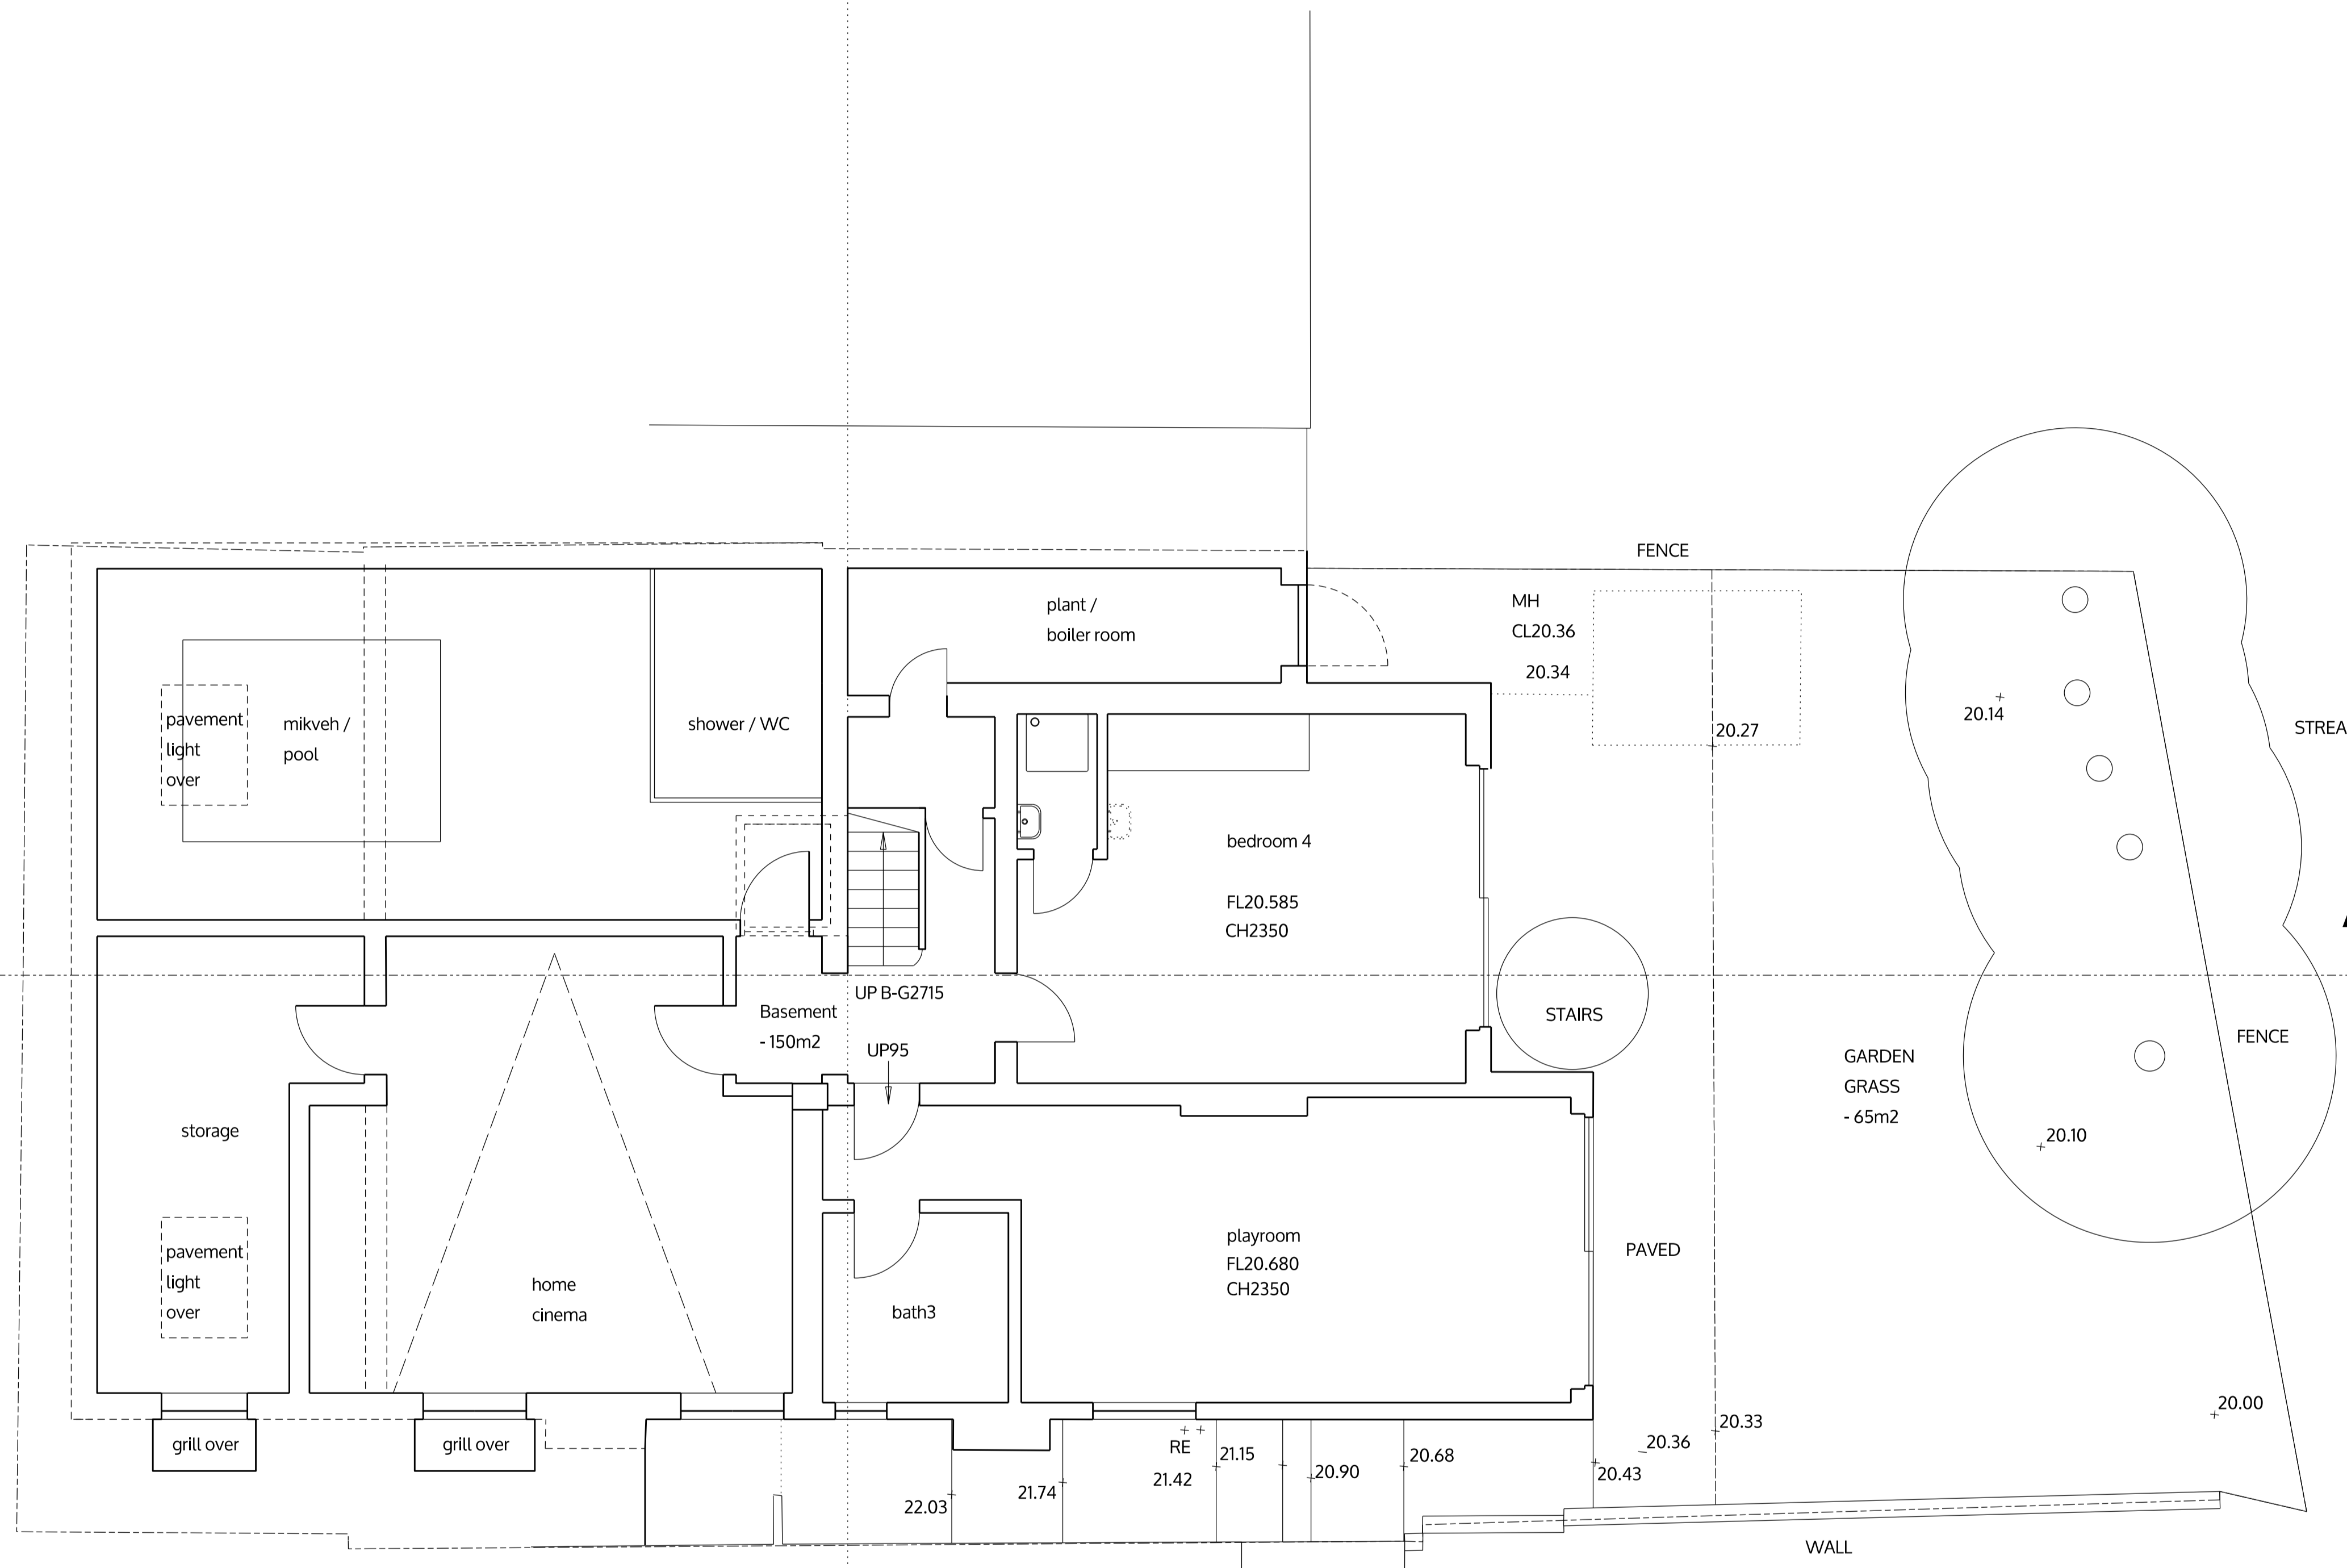 FENCE
plant /
boiler room
MH
CL20.36
20.34
pavement
light
over
mikveh /
pool
shower / WC
20.27
20.14
STREA
bedroom 4
FL20.585
CH2350
UP B-G2715
Basement
- 150m2
UP95
STAIRS
GARDEN
GRASS
- 65m2
FENCE
storage
20.10
pavement
light
over
home
cinema
bath3
playroom
FL20.680
CH2350
PAVED
grill over
grill over
22.03
21.74
RE
21.42
21.15
20.90
20.68
20.43
20.36
20.33
20.00
WALL